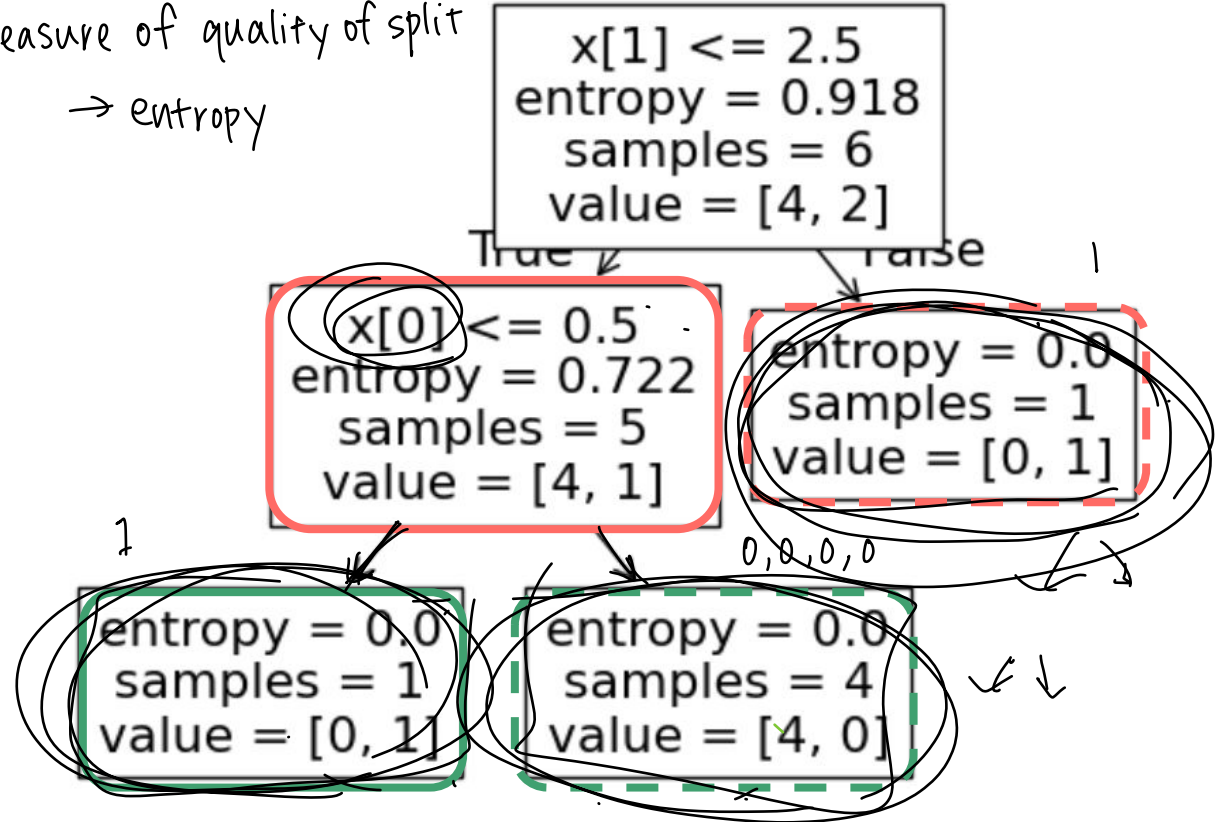 easure of quality of split
→ entropy
x[1] <= 2.5
entropy = 0.918
samples = 6
value = [4, 2]
True
False
1
x[0] <= 0.5
entropy = 0.722
samples = 5
value = [4, 1]
entropy = 0.0
samples = 1
value = [0, 1]
1
0,0,0,0
entropy = 0.0
samples = 1
value = [0, 1]
entropy = 0.0
samples = 4
value = [4, 0]